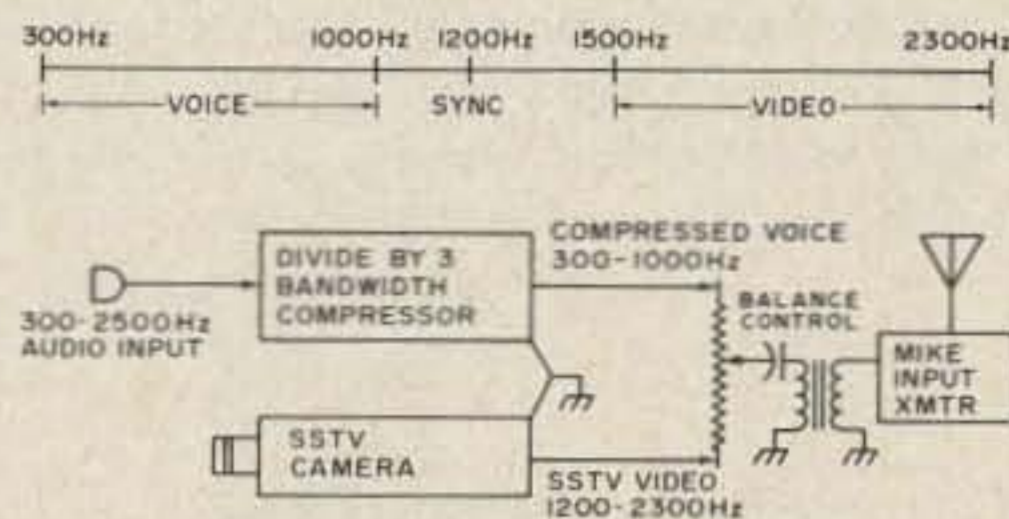 300Hz 1000Hz 1200Hz 1500Hz 2300Hz
VOICE SYNC VIDEO
300-2500Hz
AUDIO INPUT
DIVIDE BY 3
BANDWIDTH
COMPRESSOR
COMPRESSED VOICE
300-1000Hz
BALANCE
CONTROL
MIKE
INPUT
XMTR
SSTV
CAMERA
SSTV VIDEO
1200-2300Hz